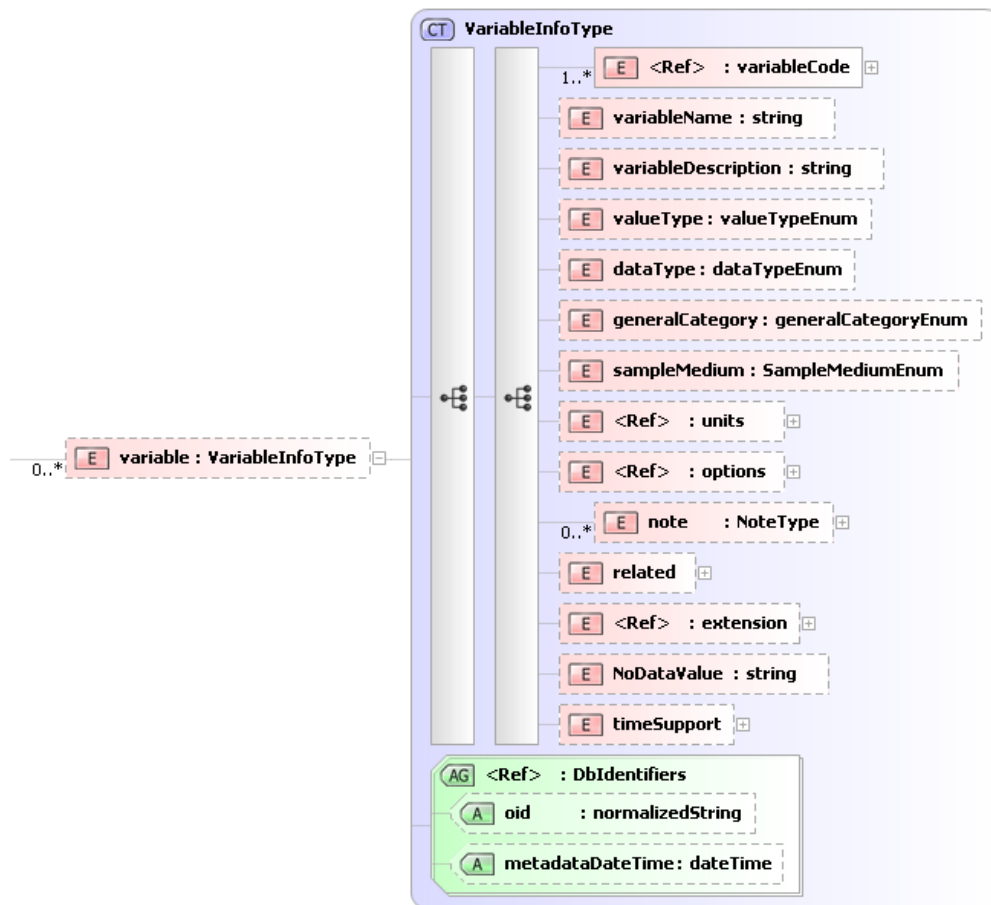 CT VariableInfoType
E <Ref> : variableCode
1..*
E variableName : string
E variableDescription : string
E valueType : valueTypeEnum
E dataType : dataTypeEnum
E generalCategory : generalCategoryEnum
E sampleMedium : SampleMediumEnum
E <Ref> : units
E <Ref> : options
E variable : VariableInfoType
0..*
E note : NoteType
0..*
E related
E <Ref> : extension
E NoDataValue : string
E timeSupport
AG <Ref> : DbIdentifiers
A oid : normalizedString
A metadataDateTime: dateTime